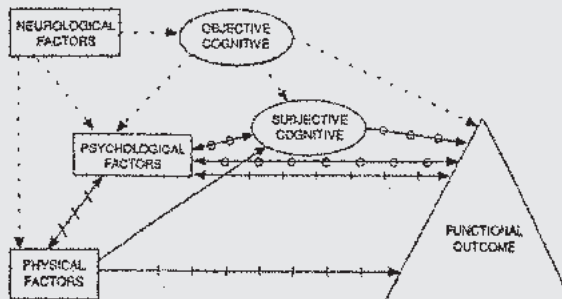 NEUROLOGICAL
FACTORS
OBJECTIVE
COGNITIVE
SUBJECTIVE
COGNITIVE
PSYCHOLOGICAL
FACTORS
FUNCTIONAL
OUTCOME
PHYSICAL
FACTORS